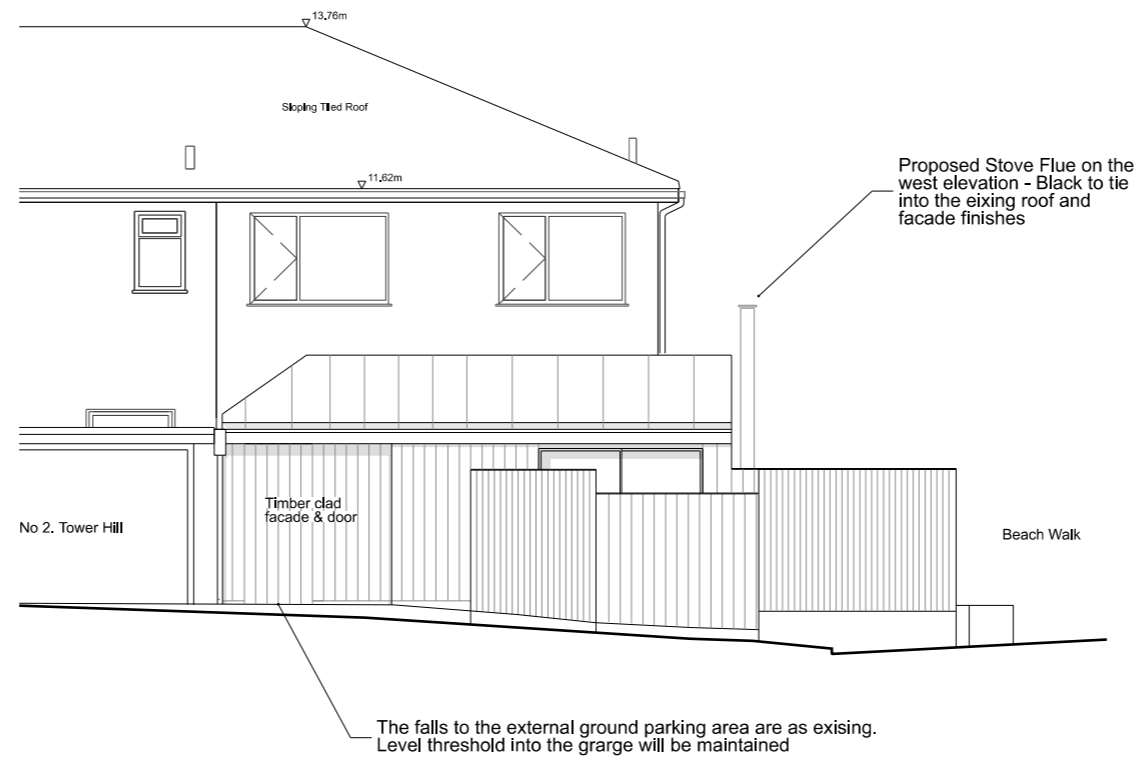 13.76m
Sloping Tiled Roof
11.62m
Proposed Stove Flue on the
west elevation - Black to tie
into the eixing roof and
facade finishes
Timber clad
facade & door
No 2. Tower Hill
Beach Walk
The falls to the external ground parking area are as exising.
Level threshold into the grarge will be maintained